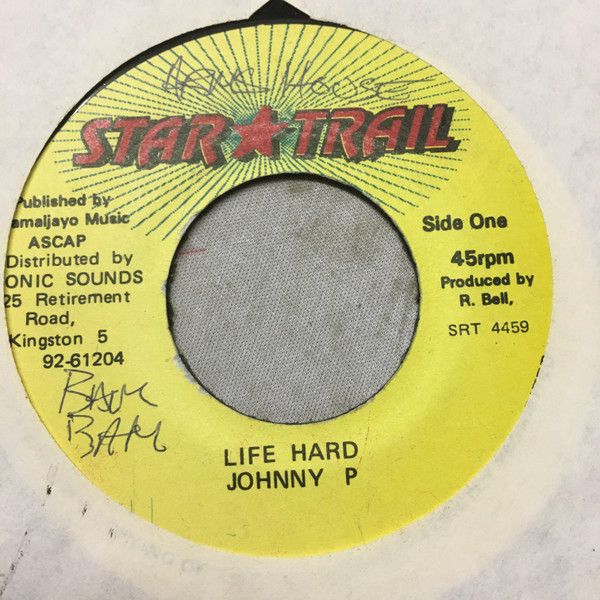 ARMS HOUSE
STAR★TRAIL
Published by
amaljayo Music
ASCAP
Distributed by
ONIC SOUNDS
25 Retirement
Road,
Kingston 5
92-61204
BAM
BAM
Side One
45rpm
Produced by
R. Bell,
SRT 4459
LIFE HARD
JOHNNY P